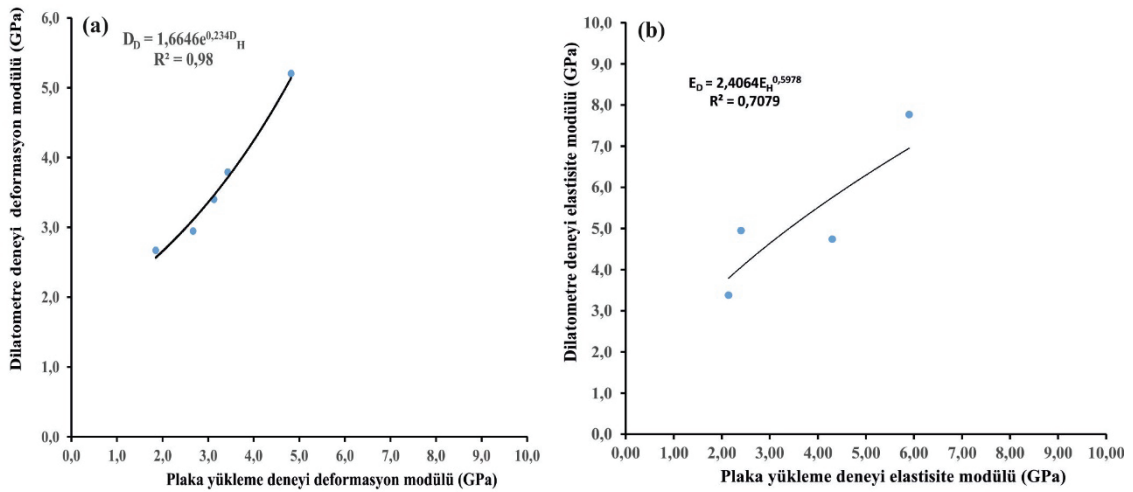 (a)
D_D = 1,6646e^0,234D_H
R² = 0,98
Dilatometre deneyi deformasyon modülü (GPa)
6,0
5,0
4,0
3,0
2,0
1,0
0,0
0,0 1,0 2,0 3,0 4,0 5,0 6,0 7,0 8,0 9,0 10,0
Plaka yükleme deneyi deformasyon modülü (GPa)
(b)
E_D = 2,4064E_H^0,5978
R² = 0,7079
Dilatometre deneyi elastisite modülü (GPa)
10,0
9,0
8,0
7,0
6,0
5,0
4,0
3,0
2,0
1,0
0,0
0,00 1,00 2,00 3,00 4,00 5,00 6,00 7,00 8,00 9,00 10,00
Plaka yükleme deneyi elastisite modülü (GPa)